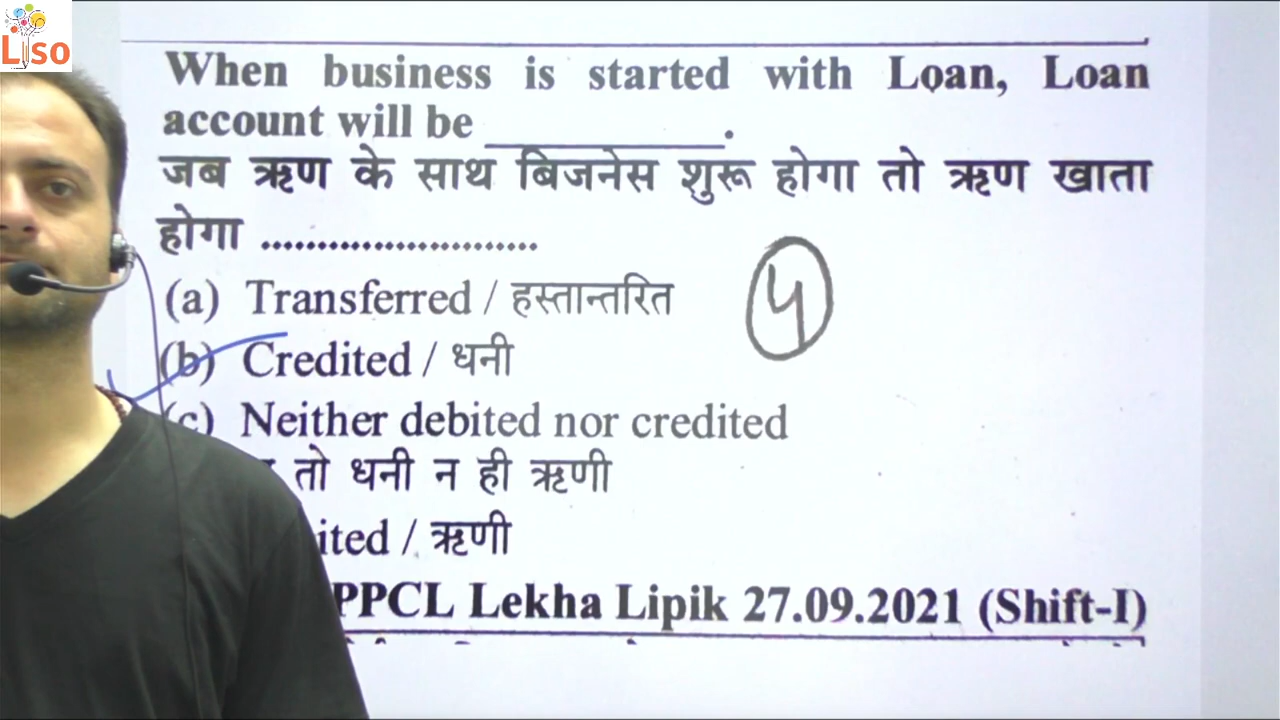 Liso
When business is started with Loan, Loan
account will be ____________.
जब ऋण के साथ बिजनेस शुरू होगा तो ऋण खाता
होगा ........................
(a) Transferred / हस्तान्तरित
(b) Credited / धनी
(c) Neither debited nor credited
तो धनी न ही ऋणी
ited / ऋणी
PPCL Lekha Lipik 27.09.2021 (Shift-I)